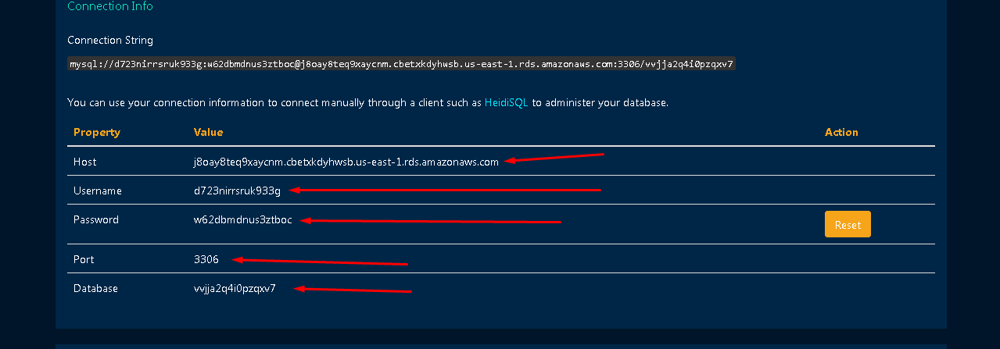 Connection Info
Connection String
mysql://d723nirrsruk933g:w62dbmdnus3ztboc@j8oay8teq9xaycnm.cbetxkdyhwsb.us-east-1.rds.amazonaws.com:3306/vvjja2q4i0pzqxv7
You can use your connection information to connect manually through a client such as HeidiSQL to administer your database.
Property Value Action
Host j8oay8teq9xaycnm.cbetxkdyhwsb.us-east-1.rds.amazonaws.com
Username d723nirrsruk933g
Password w62dbmdnus3ztboc Reset
Port 3306
Database vvjja2q4i0pzqxv7